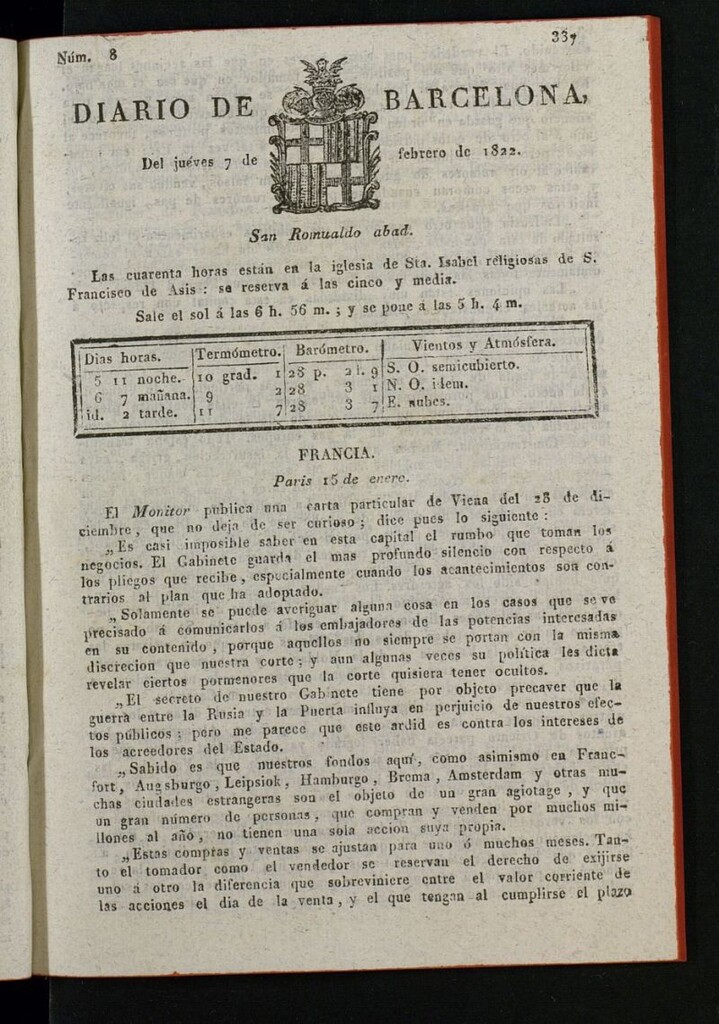 Núm. 8
337
DIARIO DE BARCELONA,
Del juéves 7 de febrero de 1822.
San Romualdo abad.
Las cuarenta horas están en la iglesia de Sta. Isabel religiosas de S.
Francisco de Asis : se reserva á las cinco y media.
Sale el sol á las 6 h. 56 m. ; y se pone á las 5 h. 4 m.
Dias horas. Termómetro. Barómetro. Vientos y Atmósfera.
5 11 noche. 10 grad. 1 28 p. 2 l. 9 S. O. semicubierto.
6 7 mañana. 9 2 28 3 1 N. O. idem.
id. 2 tarde. 11 7 28 3 7 E. nubes.
FRANCIA.
Paris 15 de enero.
El Monitor publica una carta particular de Viena del 28 de di-
ciembre, que no deja de ser curioso ; dice pues lo siguiente :
„Es casi imposible saber en esta capital el rumbo que toman los
negocios. El Gabinete guarda el mas profundo silencio con respecto á
los pliegos que recibe, especialmente cuando los acantecimientos son con-
trarios al plan que ha adoptado.
„Solamente se puede averiguar alguna cosa en los casos que se ve
precisado á comunicarlos á los embajadores de las potencias interesadas
en su contenido, porque aquellos no siempre se portan con la misma
discrecion que nuestra corte ; y aun algunas veces su política les dicta
revelar ciertos pormenores que la corte quisiera tener ocultos.
„El secreto de nuestro Gabinete tiene por objeto precaver que la
guerra entre la Rusia y la Puerta influya en perjuicio de nuestros efec-
tos públicos ; pero me parece que este ardid es contra los intereses de
los acreedores del Estado.
„Sabido es que nuestros fondos aquí, como asimismo en Franc-
fort, Augsburgo, Leipsiok, Hamburgo, Brema, Amsterdam y otras mu-
chas ciudades estrangeras son el objeto de un gran agiotage, y que
un gran número de personas, que compran y venden por muchos mi-
llones al año, no tienen una sola accion suya propia.
„Estas compras y ventas se ajustan para uno ó muchos meses. Tan-
to el tomador como el vendedor se reservan el derecho de exijirse
uno á otro la diferencia que sobreviniere entre el valor corriente de
las acciones el dia de la venta, y el que tengan al cumplirse el plazo